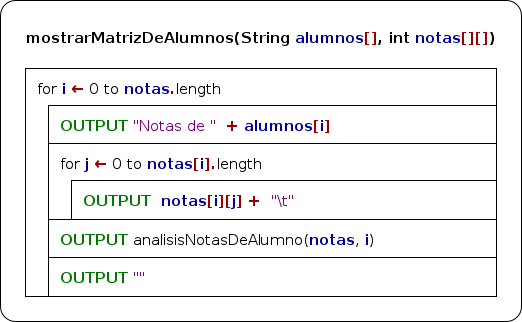 mostrarMatrizDeAlumnos(String alumnos[], int notas[][])
for i ← 0 to notas.length
OUTPUT "Notas de " + alumnos[i]
for j ← 0 to notas[i].length
OUTPUT notas[i][j] + "\t"
OUTPUT analisisNotasDeAlumno(notas, i)
OUTPUT ""